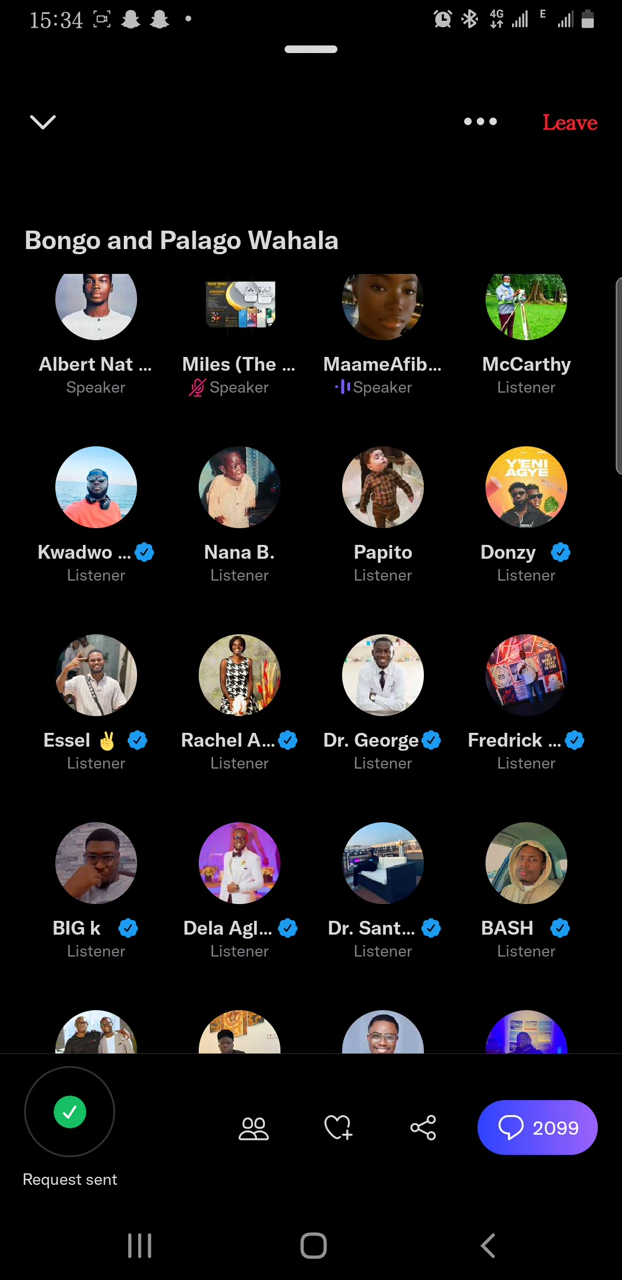 15:34
4G
E
Leave
Bongo and Palago Wahala
Albert Nat ...
Miles (The ...
MaameAfib...
McCarthy
Speaker
Speaker
Speaker
Listener
Y'ENI
AGYE
Kwadwo ...
Nana B.
Papito
Donzy
Listener
Listener
Listener
Listener
Essel ✌
Rachel A...
Dr. George
Fredrick ...
Listener
Listener
Listener
Listener
BIG k
Dela Agl...
Dr. Sant...
BASH
Listener
Listener
Listener
Listener
2099
Request sent